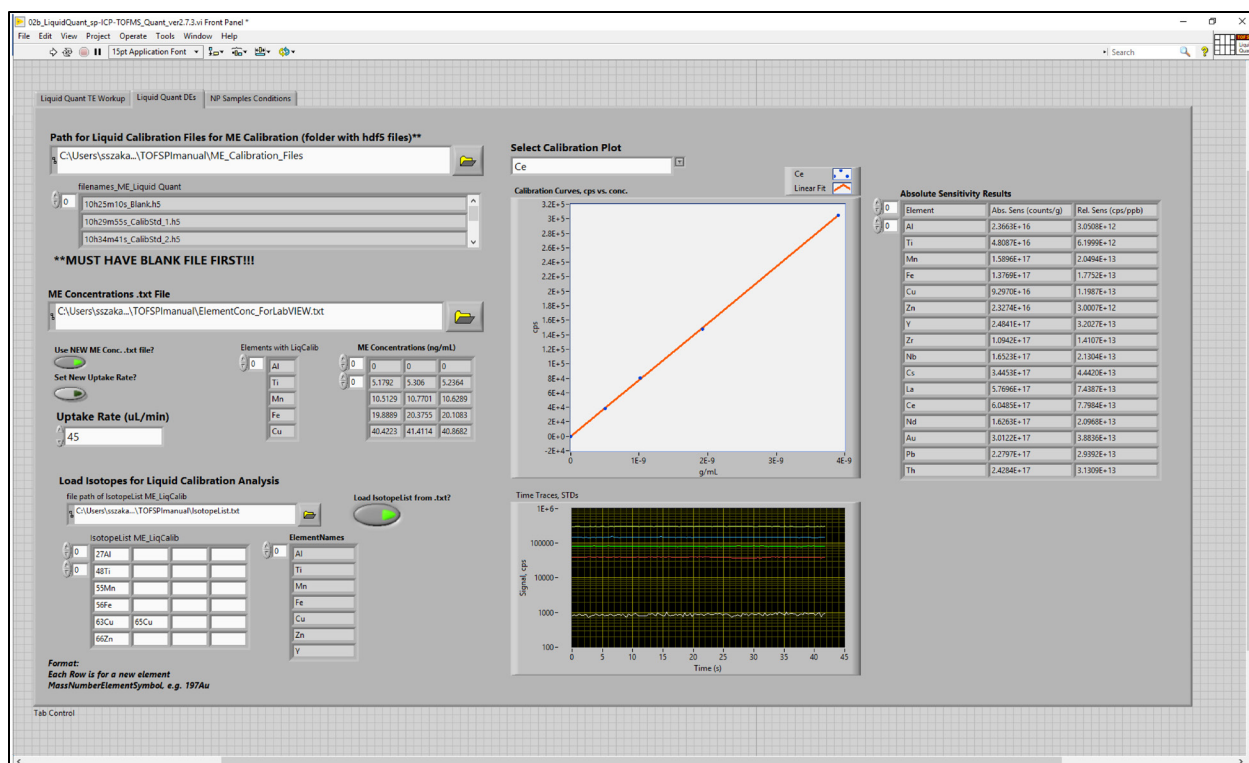 02b_LiquidQuant_sp-ICP-TOFMS_Quant_ver2.7.3.vi Front Panel *
File Edit View Project Operate Tools Window Help
15pt Application Font
Search
Liquid Quant TE Workup Liquid Quant DEs NP Samples Conditions
Path for Liquid Calibration Files for ME Calibration (folder with hdf5 files)**
C:\Users\sszaka...\TOFSPImanual\ME_Calibration_Files
filenames_ME_Liquid Quant
0 10h25m10s_Blank.h5
10h29m55s_CalibStd_1.h5
10h34m41s_CalibStd_2.h5
**MUST HAVE BLANK FILE FIRST!!!
ME Concentrations .txt File
C:\Users\sszaka...\TOFSPImanual\ElementConc_ForLabVIEW.txt
Use NEW ME Conc. .txt file?
Set New Uptake Rate?
Uptake Rate (uL/min)
45
Elements with LiqCalib
0 Al
Ti
Mn
Fe
Cu
ME Concentrations (ng/mL)
0 0 0 0
0 5.1792 5.306 5.2364
10.5129 10.7701 10.6289
19.8889 20.3755 20.1083
40.4223 41.4114 40.8682
Load Isotopes for Liquid Calibration Analysis
file path of IsotopeList ME_LiqCalib
C:\Users\sszaka...\TOFSPImanual\IsotopeList.txt
Load IsotopeList from .txt?
IsotopeList ME_LiqCalib
0 27Al
0 48Ti
55Mn
56Fe
63Cu 65Cu
66Zn
ElementNames
0 Al
Ti
Mn
Fe
Cu
Zn
Y
Format:
Each Row is for a new element
MassNumberElementSymbol, e.g. 197Au
Tab Control
Select Calibration Plot
Ce
Ce
Linear Fit
Calibration Curves, cps vs. conc.
3.2E+5
3E+5
2.8E+5
2.6E+5
2.4E+5
2.2E+5
2E+5
1.8E+5
1.6E+5
1.4E+5
1.2E+5
1E+5
8E+4
6E+4
4E+4
2E+4
0E+0
-2E+4
cps
0 1E-9 2E-9 3E-9 4E-9
g/mL
Time Traces, STDs
1E+6
100000
10000
1000
100
Signal, cps
0 5 10 15 20 25 30 35 40 45
Time (s)
Absolute Sensitivity Results
0 Element Abs. Sens (counts/g) Rel. Sens (cps/ppb)
0 Al 2.3663E+16 3.0508E+12
Ti 4.8087E+16 6.1999E+12
Mn 1.5896E+17 2.0494E+13
Fe 1.3769E+17 1.7752E+13
Cu 9.2970E+16 1.1987E+13
Zn 2.3274E+16 3.0007E+12
Y 2.4841E+17 3.2027E+13
Zr 1.0942E+17 1.4107E+13
Nb 1.6523E+17 2.1304E+13
Cs 3.4453E+17 4.4420E+13
La 5.7696E+17 7.4387E+13
Ce 6.0485E+17 7.7984E+13
Nd 1.6263E+17 2.0968E+13
Au 3.0122E+17 3.8836E+13
Pb 2.2797E+17 2.9392E+13
Th 2.4284E+17 3.1309E+13